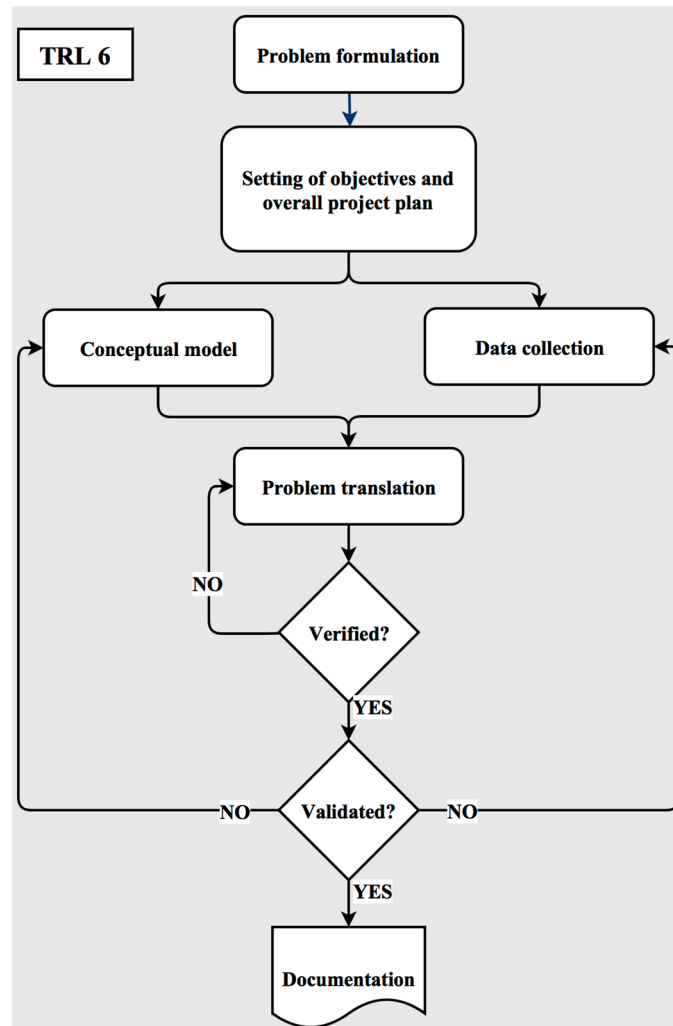 TRL 6
Problem formulation
Setting of objectives and
overall project plan
Conceptual model
Data collection
Problem translation
NO
Verified?
YES
NO
Validated?
NO
YES
Documentation